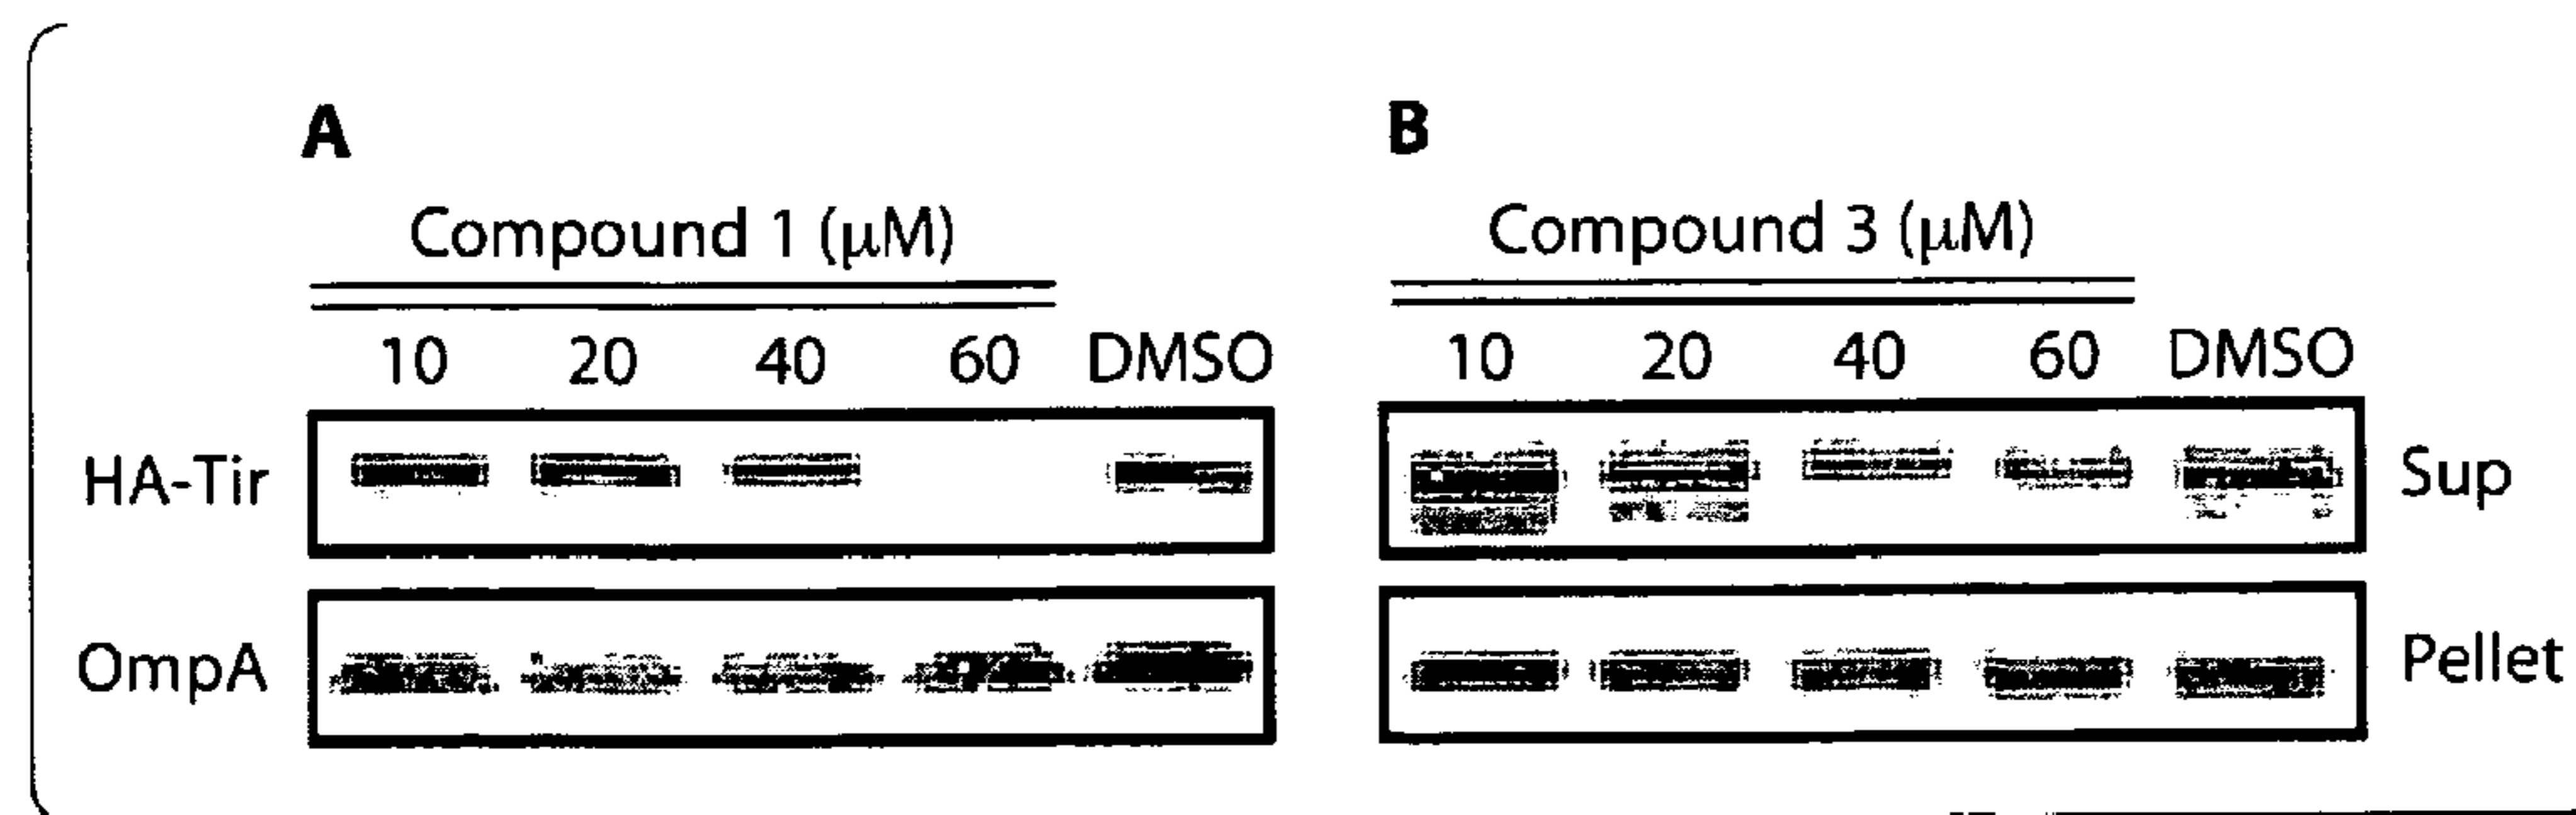 A
B
Compound 1 (μM)
Compound 3 (μM)
10 20 40 60 DMSO
10 20 40 60 DMSO
HA-Tir
Sup
OmpA
Pellet